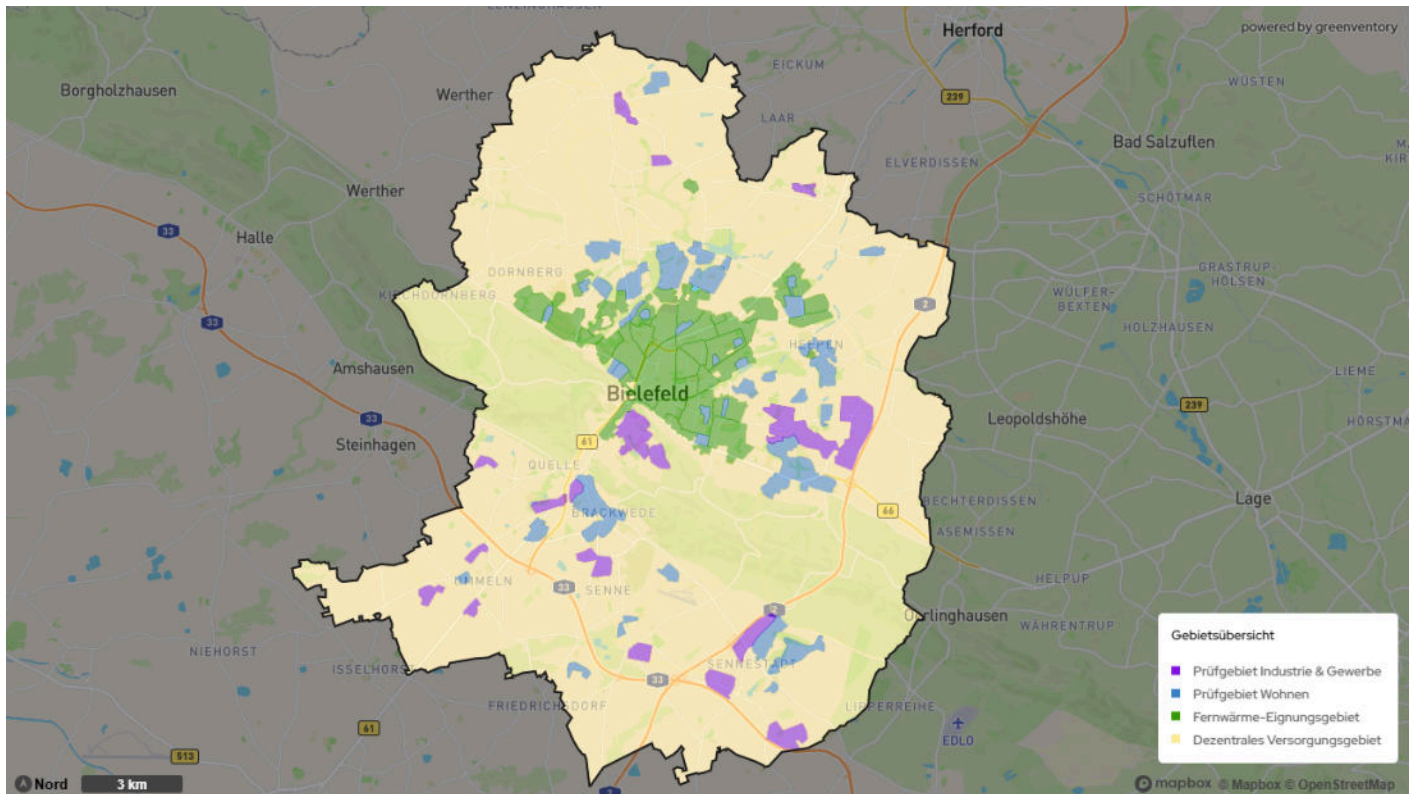 LENZINGHAUSEN
Herford
powered by greenventory
EICKUM
WÜSTEN
Borgholzhausen
Werther
239
LAAR
Bad Salzuflen
ELVERDISSEN
Werther
SCHÖTMAR
33
Halle
DORNBERG
GRASTRUP-
HÖLSEN
KIRCHDORNBERG
WÜLFER-
BEXTEN
2
33
HOLZHAUSEN
HEEPEN
Amshausen
LIEME
Bielefeld
239
33
Leopoldshöhe
Steinhagen
61
QUELLE
BECHTERDISSEN
Lage
BRACKWEDE
66
ASEMISSEN
UMMELN
33
SENNE
HELPUP
2
Oerlinghausen
WÄHRENTRUP
NIEHORST
ISSELHORST
SENNESTADT
33
FRIEDRICHSDORF
LIPPERREIHE
61
EDLO
513
2
Gebietsübersicht
Prüfgebiet Industrie & Gewerbe
Prüfgebiet Wohnen
Fernwärme-Eignungsgebiet
Dezentrales Versorgungsgebiet
Nord
3 km
mapbox © Mapbox © OpenStreetMap